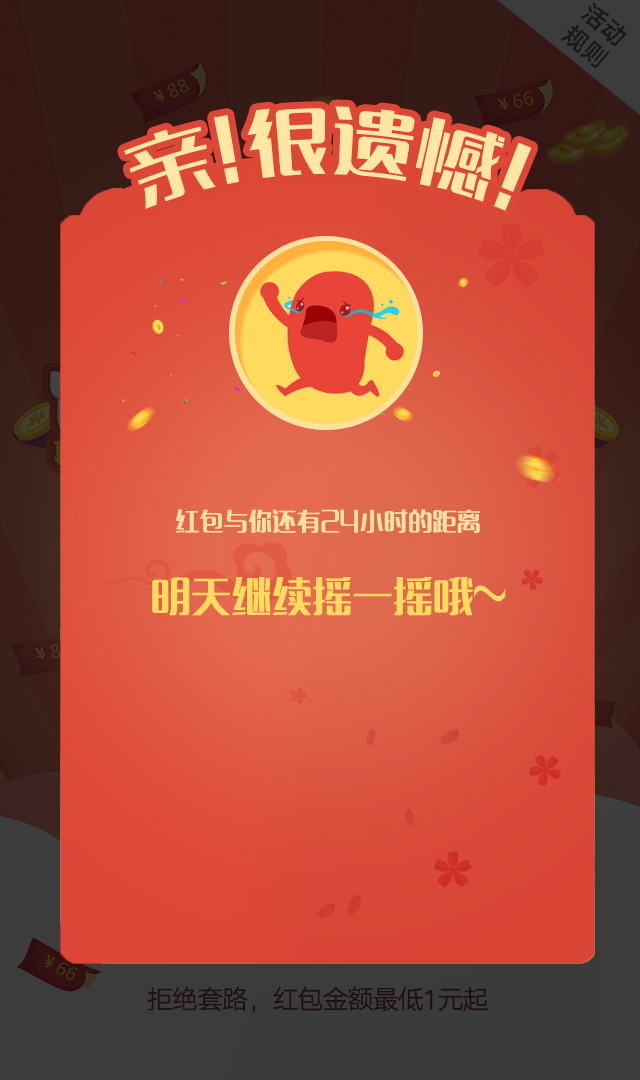 活动
规则
¥88
¥66
亲!很遗憾!
红包与你还有24小时的距离
明天继续摇一摇哦~
¥8
¥66
拒绝套路，红包金额最低1元起